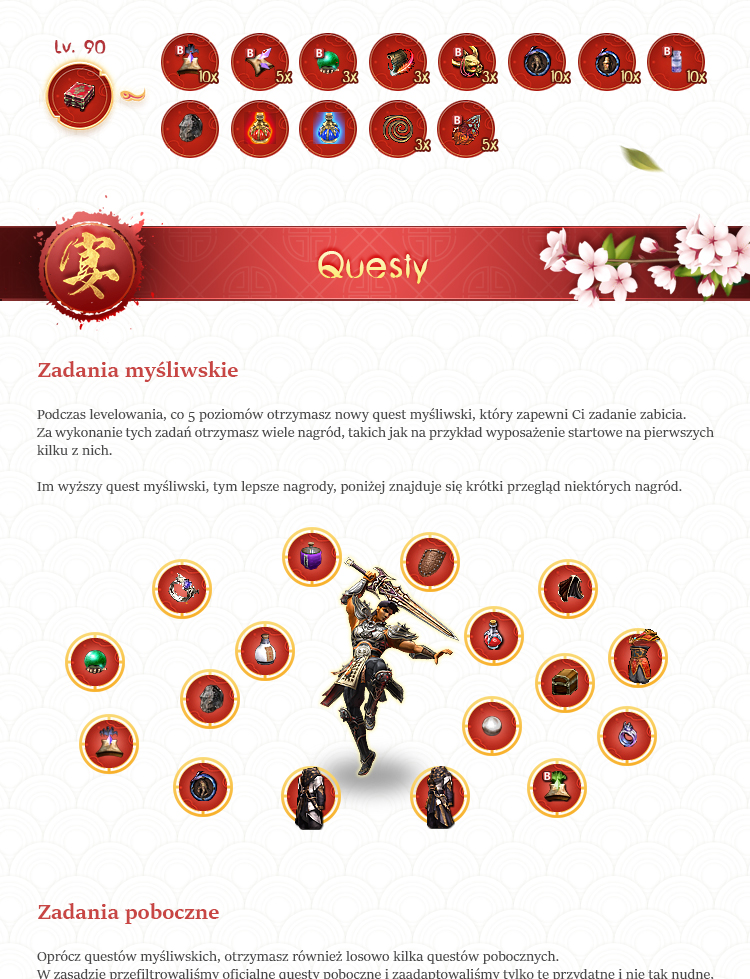 Lv. 90
B
10x
B
5x
B
3x
3x
B
3x
10x
10x
B
10x
3x
B
5x
宴
Questy
Zadania myśliwskie
Podczas levelowania, co 5 poziomów otrzymasz nowy quest myśliwski, który zapewni Ci zadanie zabicia.
Za wykonanie tych zadań otrzymasz wiele nagród, takich jak na przykład wyposażenie startowe na pierwszych
kilku z nich.
Im wyższy quest myśliwski, tym lepsze nagrody, poniżej znajduje się krótki przegląd niektórych nagród.
B
Zadania poboczne
Oprócz questów myśliwskich, otrzymasz również losowo kilka questów pobocznych.
W zasadzie przefiltrowaliśmy oficjalne questy poboczne i zaadaptowaliśmy tylko te przydatne i nie tak nudne.